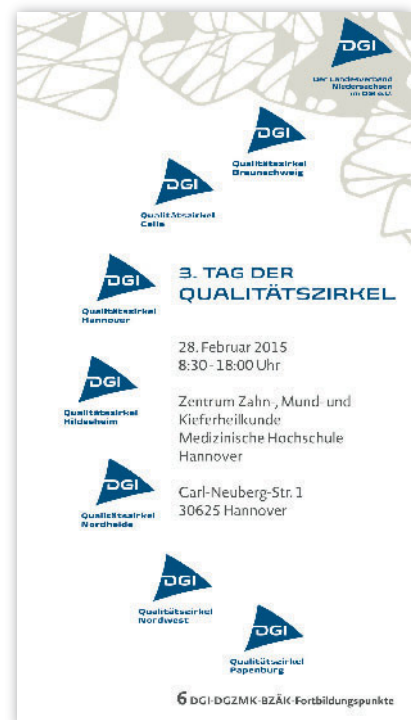 DGI
Der Landesverband
Niedersachsen
im DGI e.V.
DGI
Qualitätszirkel
Braunschweig
DGI
Qualitätszirkel
Celle
DGI
Qualitätszirkel
Hannover
3. TAG DER
QUALITÄTSZIRKEL
28. Februar 2015
8:30 - 18:00 Uhr
DGI
Qualitätszirkel
Hildesheim
Zentrum Zahn-, Mund- und
Kieferheilkunde
Medizinische Hochschule
Hannover
DGI
Qualitätszirkel
Nordheide
Carl-Neuberg-Str. 1
30625 Hannover
DGI
Qualitätszirkel
Nordwest
DGI
Qualitätszirkel
Papenburg
6 DGI-DGZMK-BZÄK-Fortbildungspunkte